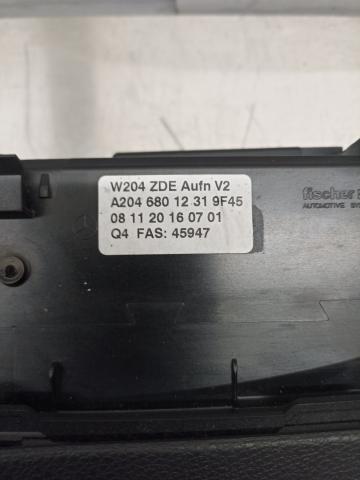 W204 ZDE Aufn V2
A204 680 12 31 9F45
08 11 20 16 07 01
Q4 FAS: 45947
fischer
AUTOMOTIVE